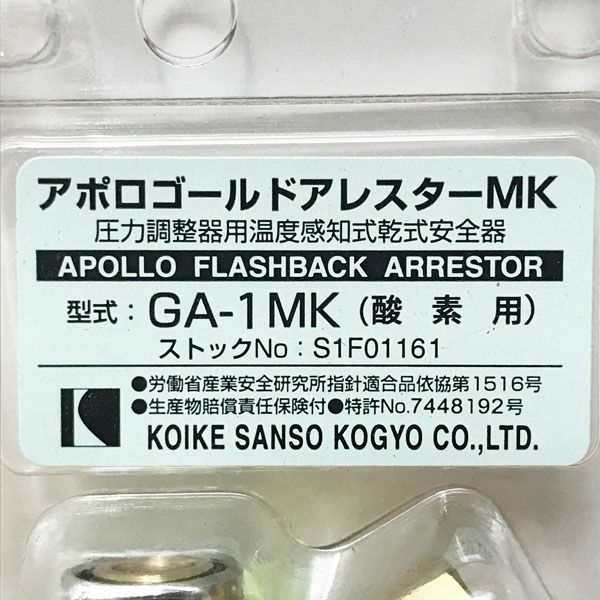 アポロゴールドアレスターMK
圧力調整器用温度感知式乾式安全器
APOLLO FLASHBACK ARRESTOR
型式：GA-1MK（酸素用）
ストックNo：S1F01161
●労働省産業安全研究所指針適合品依協第1516号
●生産物賠償責任保険付●特許No.7448192号
KOIKE SANSO KOGYO CO.,LTD.